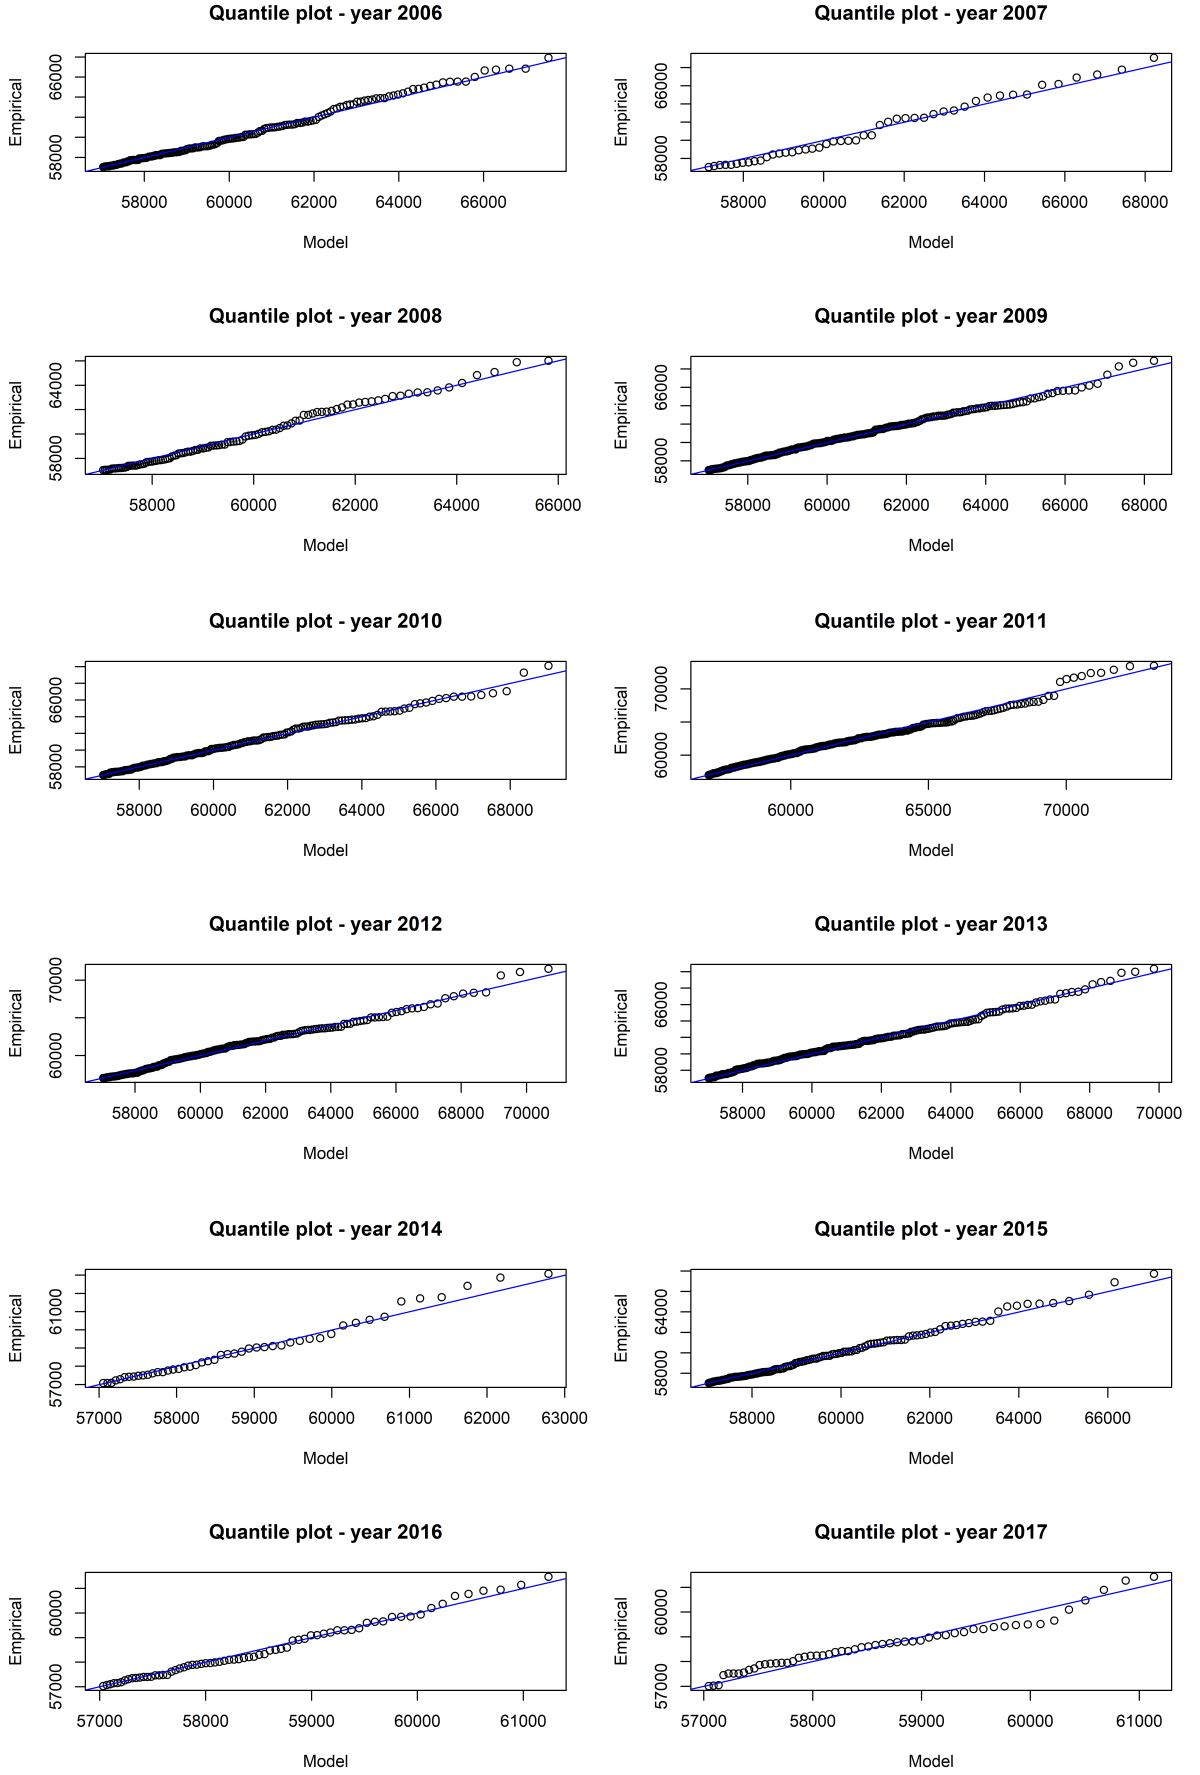 Quantile plot - year 2006
Empirical
66000
58000
58000 60000 62000 64000 66000
Model
Quantile plot - year 2007
Empirical
66000
58000
58000 60000 62000 64000 66000 68000
Model
Quantile plot - year 2008
Empirical
64000
58000
58000 60000 62000 64000 66000
Model
Quantile plot - year 2009
Empirical
66000
58000
58000 60000 62000 64000 66000 68000
Model
Quantile plot - year 2010
Empirical
66000
58000
58000 60000 62000 64000 66000 68000
Model
Quantile plot - year 2011
Empirical
70000
60000
60000 65000 70000
Model
Quantile plot - year 2012
Empirical
70000
60000
58000 60000 62000 64000 66000 68000 70000
Model
Quantile plot - year 2013
Empirical
66000
58000
58000 60000 62000 64000 66000 68000 70000
Model
Quantile plot - year 2014
Empirical
61000
57000
57000 58000 59000 60000 61000 62000 63000
Model
Quantile plot - year 2015
Empirical
64000
58000
58000 60000 62000 64000 66000
Model
Quantile plot - year 2016
Empirical
60000
57000
57000 58000 59000 60000 61000
Model
Quantile plot - year 2017
Empirical
60000
57000
57000 58000 59000 60000 61000
Model